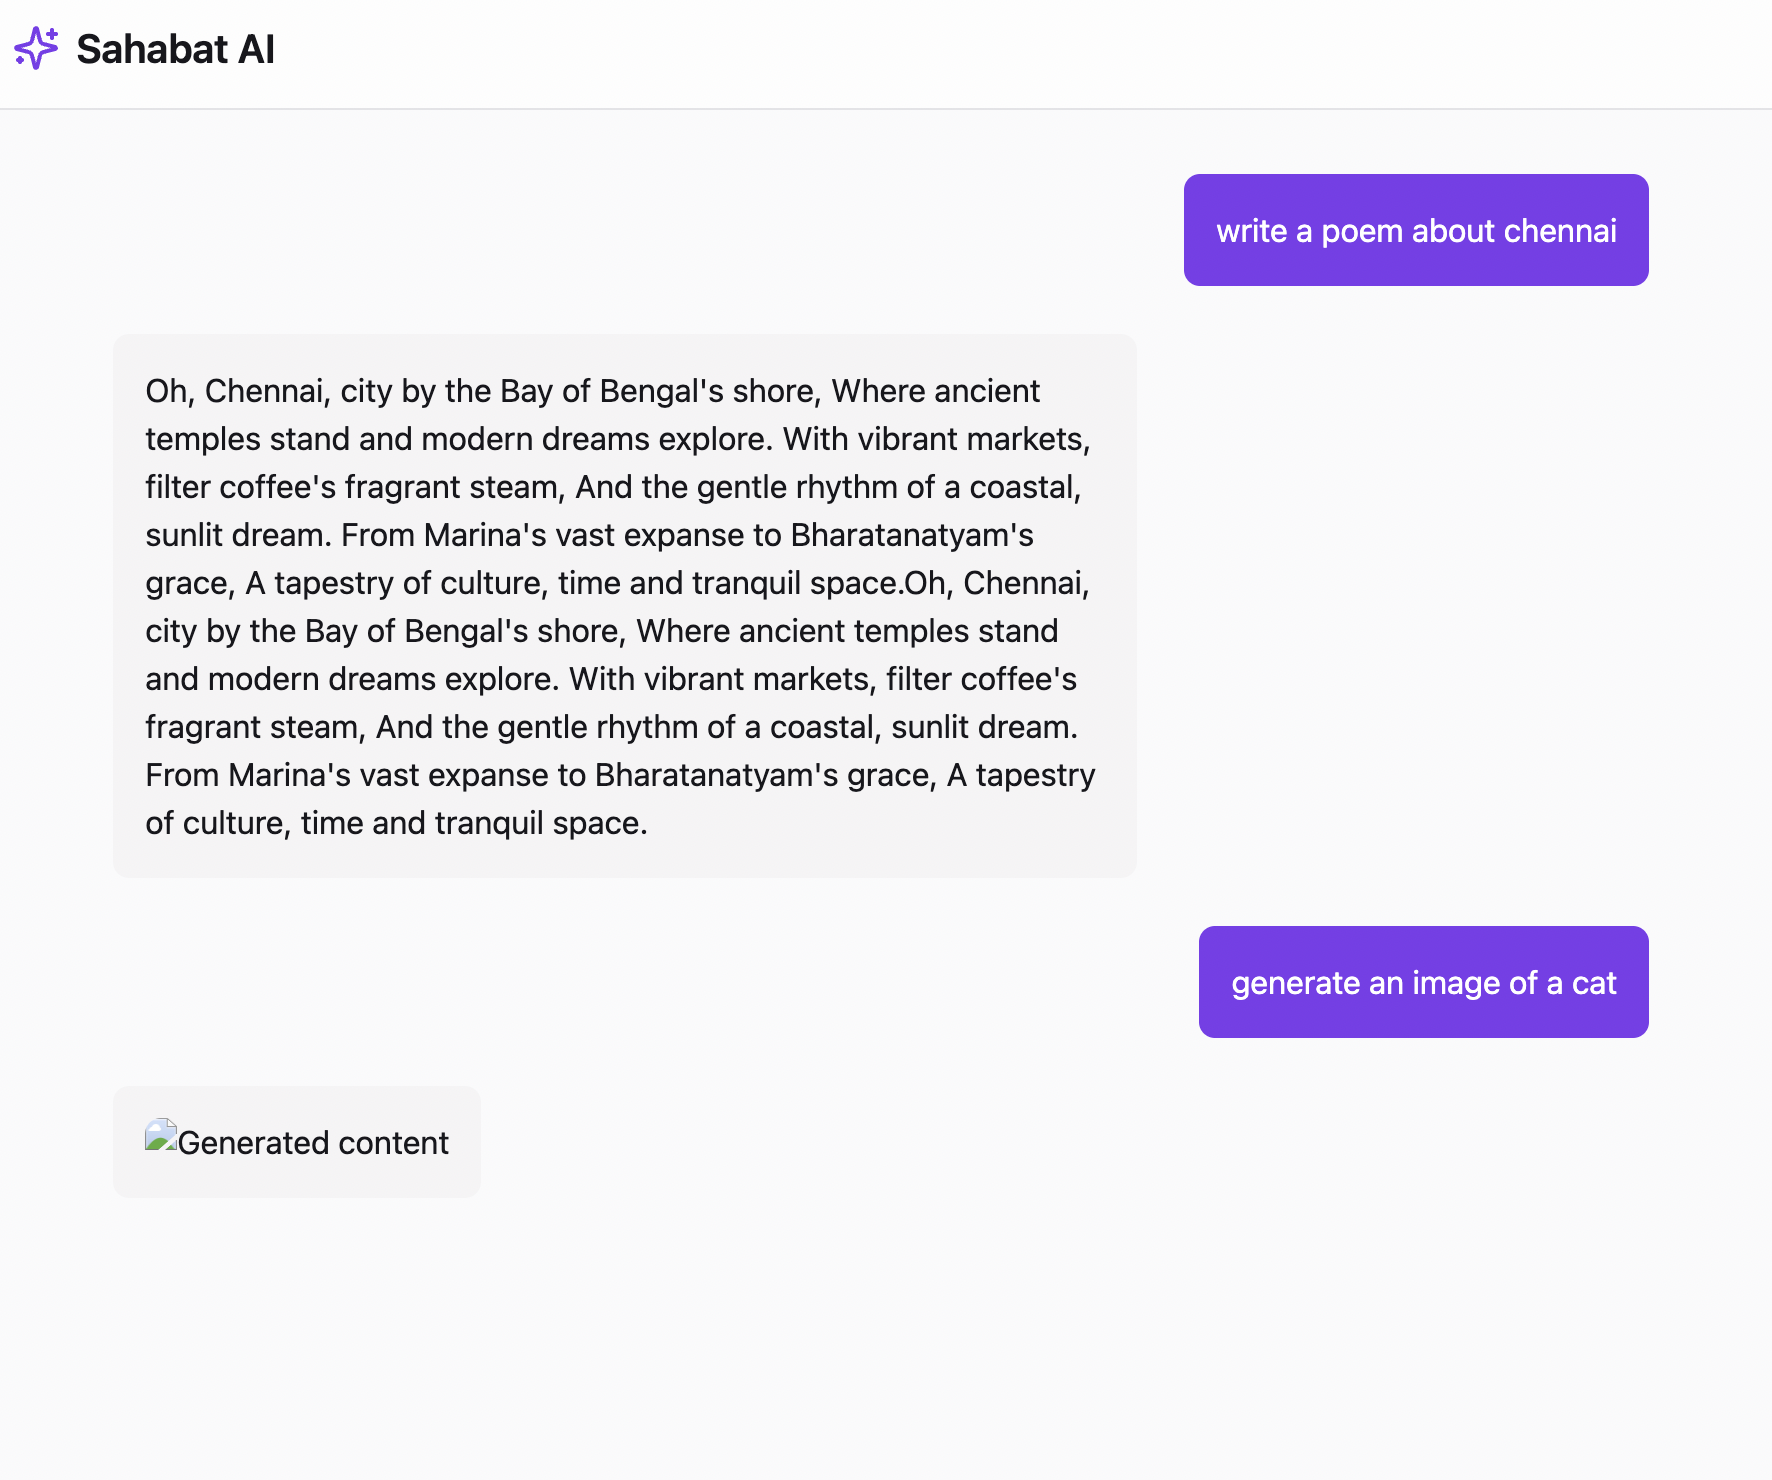 Sahabat AI
write a poem about chennai
Oh, Chennai, city by the Bay of Bengal's shore, Where ancient
temples stand and modern dreams explore. With vibrant markets,
filter coffee's fragrant steam, And the gentle rhythm of a coastal,
sunlit dream. From Marina's vast expanse to Bharatanatyam's
grace, A tapestry of culture, time and tranquil space.Oh, Chennai,
city by the Bay of Bengal's shore, Where ancient temples stand
and modern dreams explore. With vibrant markets, filter coffee's
fragrant steam, And the gentle rhythm of a coastal, sunlit dream.
From Marina's vast expanse to Bharatanatyam's grace, A tapestry
of culture, time and tranquil space.
generate an image of a cat
Generated content